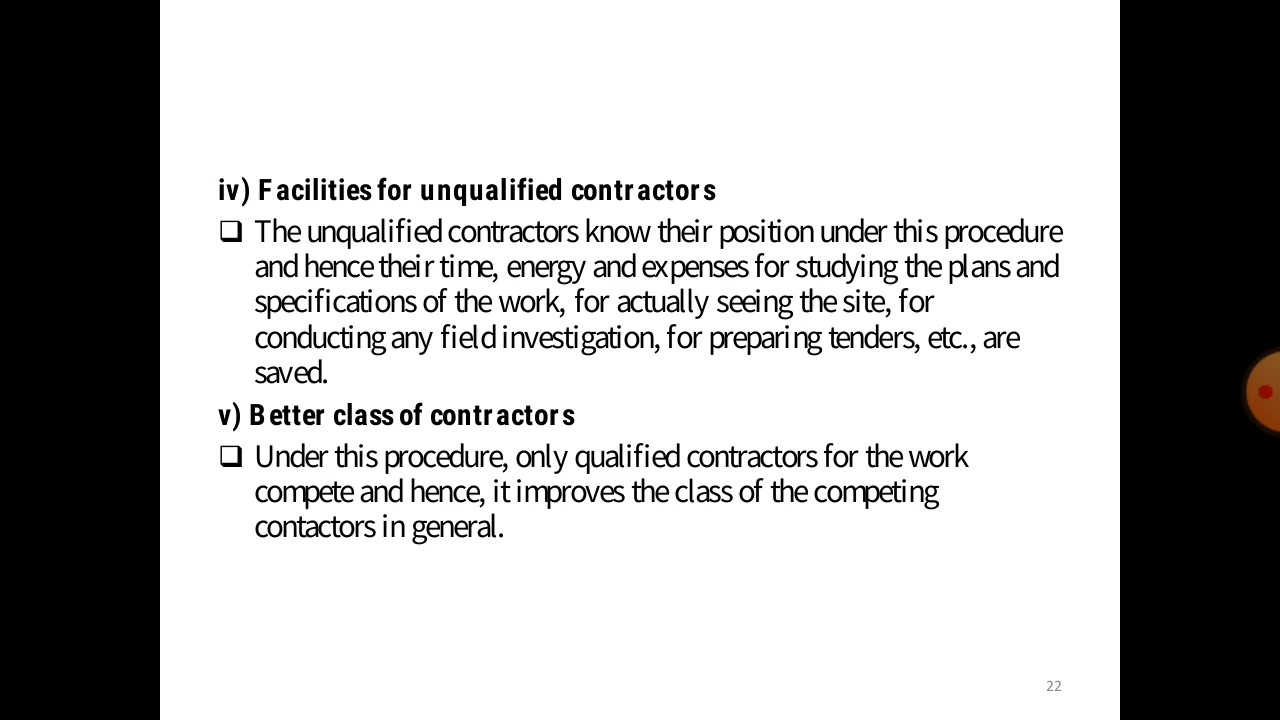 iv) Facilities for unqualified contractors
❑ The unqualified contractors know their position under this procedure
and hence their time, energy and expenses for studying the plans and
specifications of the work, for actually seeing the site, for
conducting any field investigation, for preparing tenders, etc., are
saved.
v) Better class of contractors
❑ Under this procedure, only qualified contractors for the work
compete and hence, it improves the class of the competing
contactors in general.
22